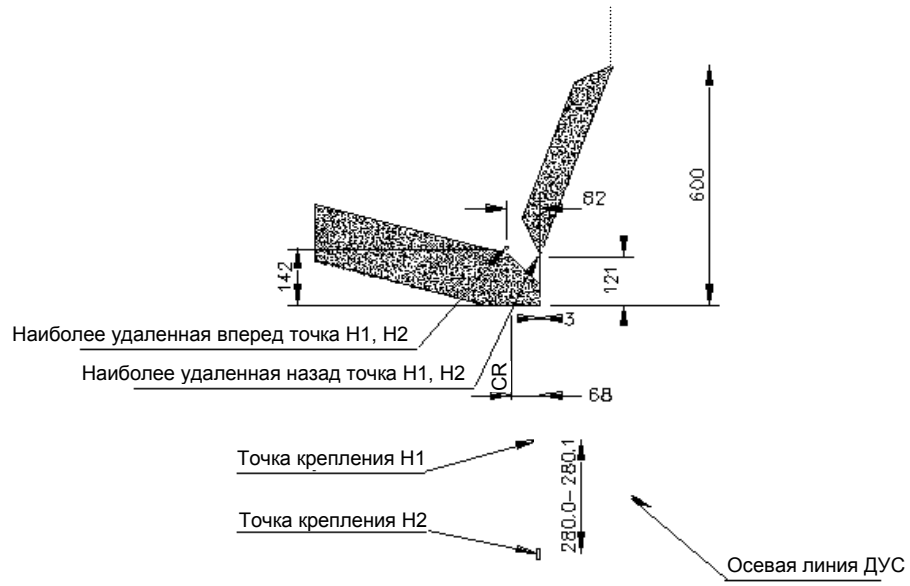 600
82
142
121
3
Наиболее удаленная вперед точка H1, H2
Наиболее удаленная назад точка H1, H2
CR
68
Точка крепления H1
280.0– 280.1
Точка крепления H2
Осевая линия ДУС